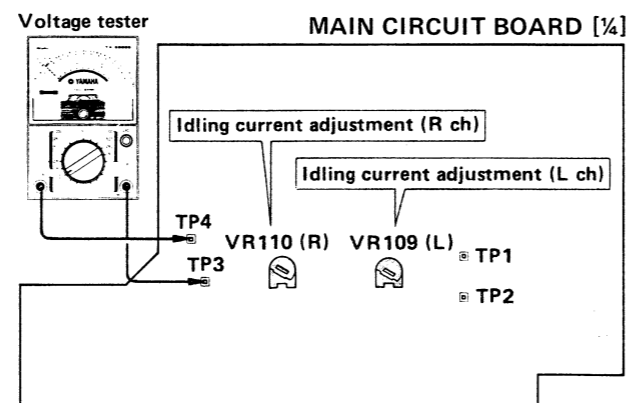 Voltage tester
MAIN CIRCUIT BOARD [¼]
YAMAHA
Idling current adjustment (R ch)
Idling current adjustment (L ch)
TP4
VR110 (R)
VR109 (L)
TP1
TP3
TP2